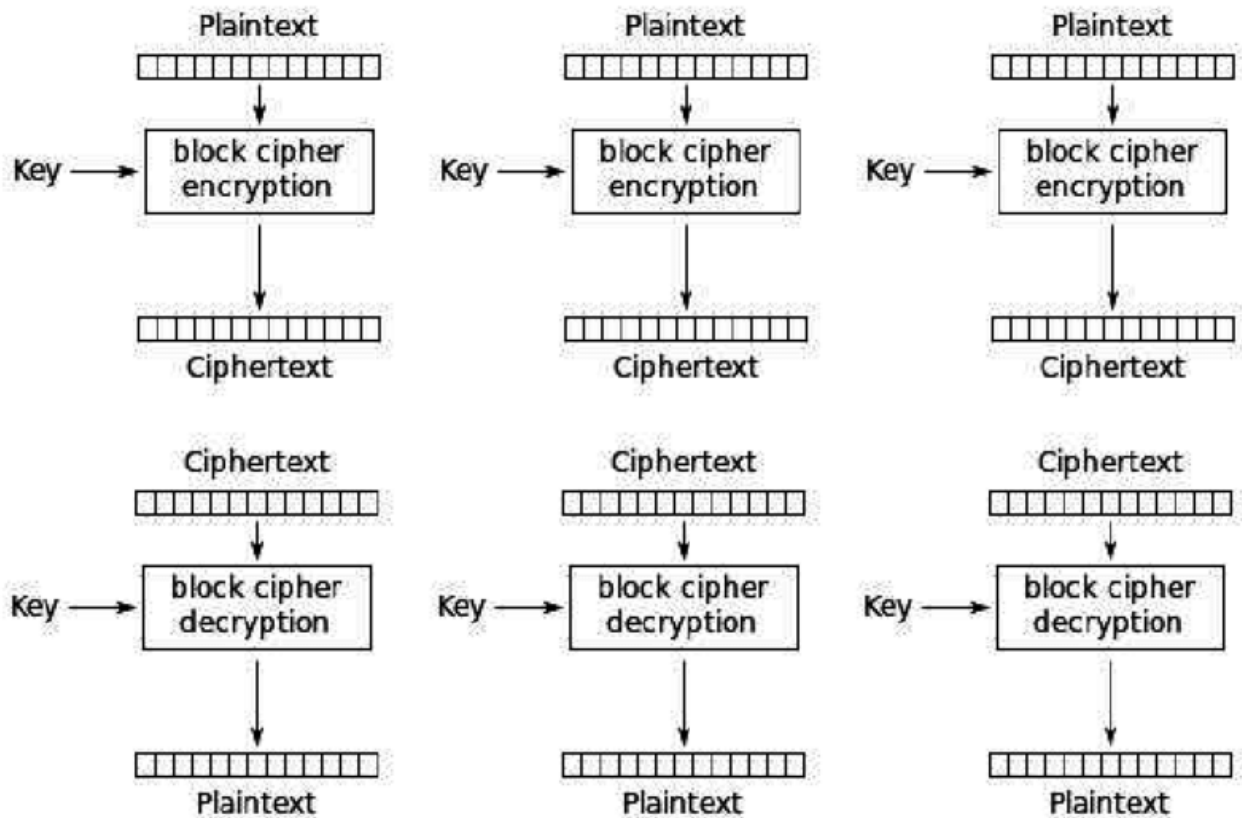 Plaintext Plaintext Plaintext
Key block cipher encryption Key block cipher encryption Key block cipher encryption
Ciphertext Ciphertext Ciphertext
Ciphertext Ciphertext Ciphertext
Key block cipher decryption Key block cipher decryption Key block cipher decryption
Plaintext Plaintext Plaintext